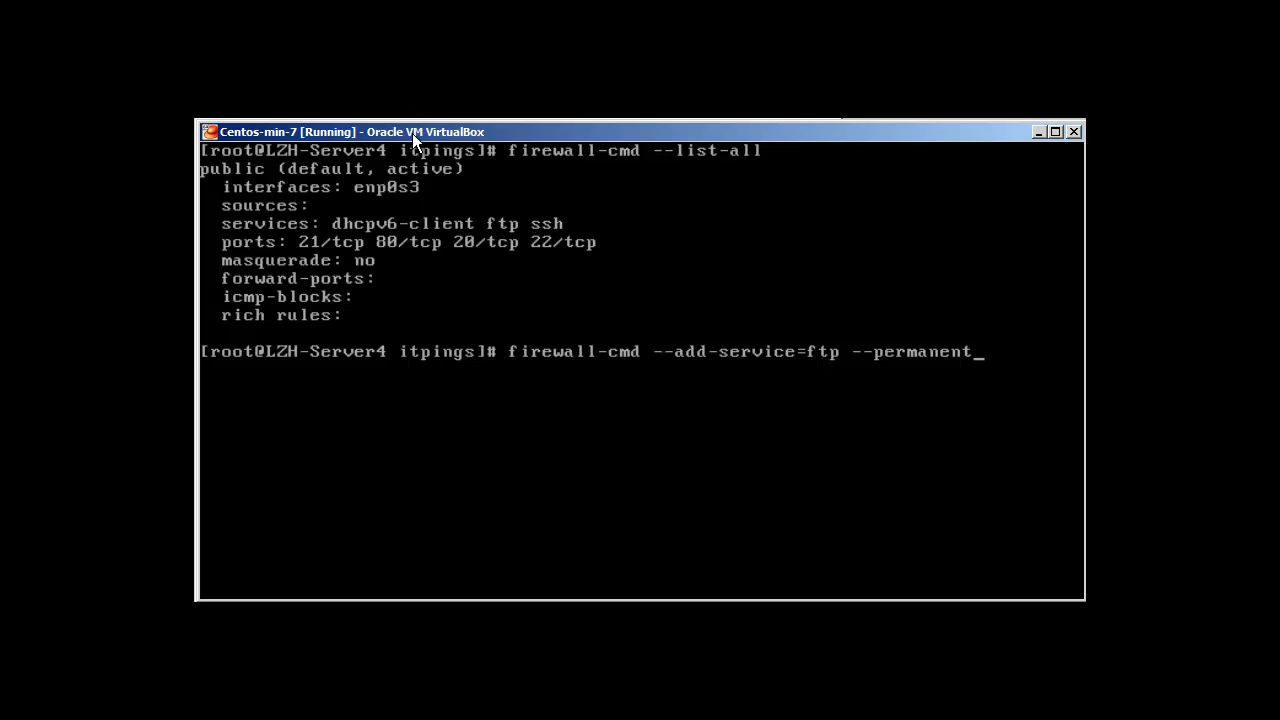 Centos-min-7 [Running] - Oracle VM VirtualBox
[root@LZH-Server4 itpings]# firewall-cmd --list-all
public (default, active)
  interfaces: enp0s3
  sources:
  services: dhcpv6-client ftp ssh
  ports: 21/tcp 80/tcp 20/tcp 22/tcp
  masquerade: no
  forward-ports:
  icmp-blocks:
  rich rules:
[root@LZH-Server4 itpings]# firewall-cmd --add-service=ftp --permanent_